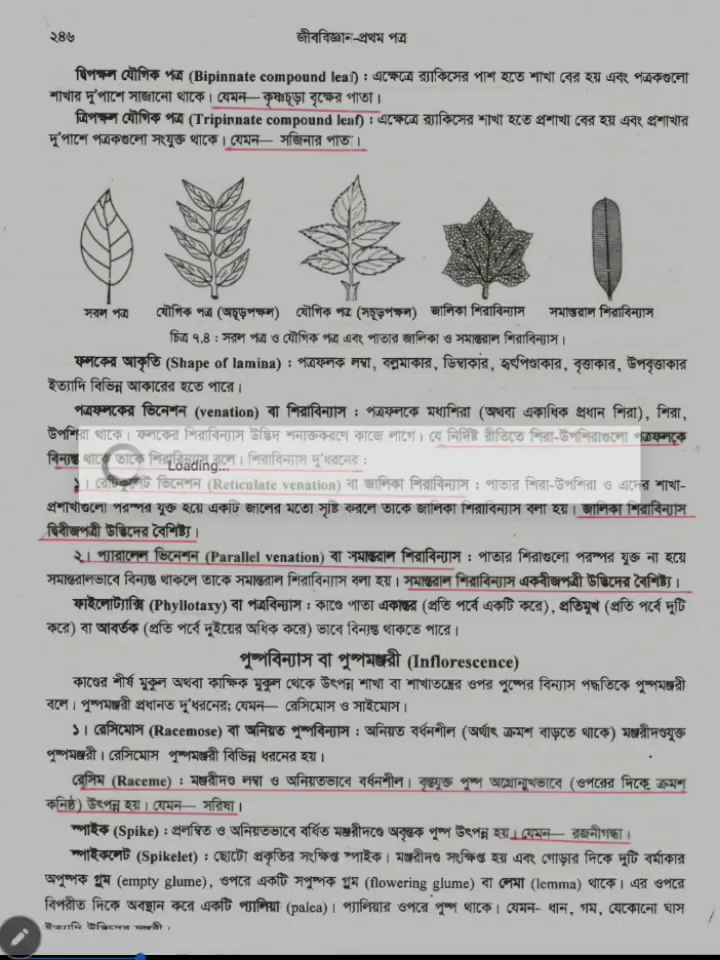 ২৪৬
জীববিজ্ঞান-প্রথম পত্র
দ্বিপক্ষল যৌগিক পত্র (Bipinnate compound leaf) : এক্ষেত্রে র‍্যাকিসের পাশ হতে শাখা বের হয় এবং পত্রকগুলো
শাখার দু'পাশে সাজানো থাকে। যেমন— কৃষ্ণচূড়া বৃক্ষের পাতা।
ত্রিপক্ষল যৌগিক পত্র (Tripinnate compound leaf) : এক্ষেত্রে র‍্যাকিসের শাখা হতে প্রশাখা বের হয় এবং প্রশাখার
দু'পাশে পত্রকগুলো সংযুক্ত থাকে। যেমন— সজিনার পাতা।
সরল পত্র যৌগিক পত্র (অচূড়পক্ষল) যৌগিক পত্র (সচূড়পক্ষল) জালিকা শিরাবিন্যাস সমান্তরাল শিরাবিন্যাস
চিত্র ৭.৪ : সরল পত্র ও যৌগিক পত্র এবং পাতার জালিকা ও সমান্তরাল শিরাবিন্যাস।
ফলকের আকৃতি (Shape of lamina) : পত্রফলক লম্বা, বল্লমাকার, ডিম্বাকার, হৃৎপিণ্ডাকার, বৃত্তাকার, উপবৃত্তাকার
ইত্যাদি বিভিন্ন আকারের হতে পারে।
পত্রফলকের ভিনেশন (venation) বা শিরাবিন্যাস : পত্রফলকে মধ্যশিরা (অথবা একাধিক প্রধান শিরা), শিরা,
উপশিরা থাকে। ফলকের শিরাবিন্যাস উদ্ভিদ শনাক্তকরণে কাজে লাগে। যে নির্দিষ্ট রীতিতে শিরা-উপশিরাগুলো পত্রফলকে
বিন্যস্ত থাকে তাকে শিরাবিন্যাস বলে। শিরাবিন্যাস দু'ধরনের :
Loading...
১। রেটিকুলেট ভিনেশন (Reticulate venation) বা জালিকা শিরাবিন্যাস : পাতার শিরা-উপশিরা ও এদের শাখা-
প্রশাখাগুলো পরস্পর যুক্ত হয়ে একটি জালের মতো সৃষ্টি করলে তাকে জালিকা শিরাবিন্যাস বলা হয়। জালিকা শিরাবিন্যাস
দ্বিবীজপত্রী উদ্ভিদের বৈশিষ্ট্য।
২। প্যারালেল ভিনেশন (Parallel venation) বা সমান্তরাল শিরাবিন্যাস : পাতার শিরাগুলো পরস্পর যুক্ত না হয়ে
সমান্তরালভাবে বিন্যস্ত থাকলে তাকে সমান্তরাল শিরাবিন্যাস বলা হয়। সমান্তরাল শিরাবিন্যাস একবীজপত্রী উদ্ভিদের বৈশিষ্ট্য।
ফাইলোট্যাক্সি (Phyllotaxy) বা পত্রবিন্যাস : কাণ্ডে পাতা একান্তর (প্রতি পর্বে একটি করে), প্রতিমুখ (প্রতি পর্বে দুটি
করে) বা আবর্তক (প্রতি পর্বে দুইয়ের অধিক করে) ভাবে বিন্যস্ত থাকতে পারে।
পুষ্পবিন্যাস বা পুষ্পমঞ্জরী (Inflorescence)
কাণ্ডের শীর্ষ মুকুল অথবা কাক্ষিক মুকুল থেকে উৎপন্ন শাখা বা শাখাতন্ত্রের ওপর পুষ্পের বিন্যাস পদ্ধতিকে পুষ্পমঞ্জরী
বলে। পুষ্পমঞ্জরী প্রধানত দু'ধরনের; যেমন— রেসিমোস ও সাইমোস।
১। রেসিমোস (Racemose) বা অনিয়ত পুষ্পবিন্যাস : অনিয়ত বর্ধনশীল (অর্থাৎ ক্রমশ বাড়তে থাকে) মঞ্জরীদণ্ডযুক্ত
পুষ্পমঞ্জরী। রেসিমোস পুষ্পমঞ্জরী বিভিন্ন ধরনের হয়।
রেসিম (Raceme) : মঞ্জরীদণ্ড লম্বা ও অনিয়তভাবে বর্ধনশীল। বৃন্তযুক্ত পুষ্প অগ্রোন্মুখভাবে (ওপরের দিকে ক্রমশ
কনিষ্ঠ) উৎপন্ন হয়। যেমন— সরিষা।
স্পাইক (Spike) : প্রলম্বিত ও অনিয়তভাবে বর্ধিত মঞ্জরীদণ্ডে অবৃন্তক পুষ্প উৎপন্ন হয়। যেমন— রজনীগন্ধা।
স্পাইকলেট (Spikelet) : ছোটো প্রকৃতির সংক্ষিপ্ত স্পাইক। মঞ্জরীদণ্ড সংক্ষিপ্ত হয় এবং গোড়ার দিকে দুটি বর্মাকার
অপুষ্পক গ্লুম (empty glume), ওপরে একটি সপুষ্পক গ্লুম (flowering glume) বা লেমা (lemma) থাকে। এর ওপরে
বিপরীত দিকে অবস্থান করে একটি প্যালিয়া (palea)। প্যালিয়ার ওপরে পুষ্প থাকে। যেমন- ধান, গম, যেকোনো ঘাস